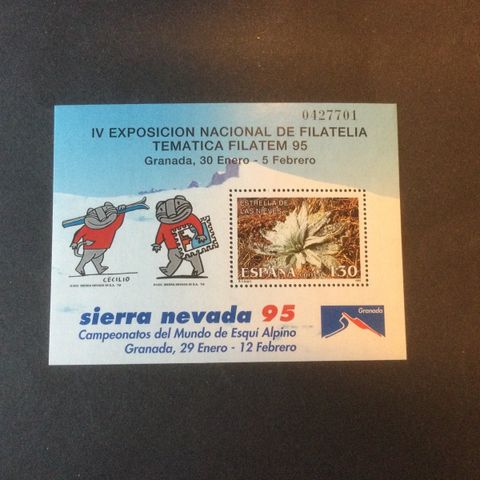 0427701
IV EXPOSICION NACIONAL DE FILATELIA
TEMATICA FILATEM 95
Granada, 30 Enero - 5 Febrero
ESTRELLA DE
LAS NIEVES
ESPAÑA 130
CECILIO
sierra nevada 95
Campeonatos del Mundo de Esquí Alpino
Granada, 29 Enero - 12 Febrero
Granada